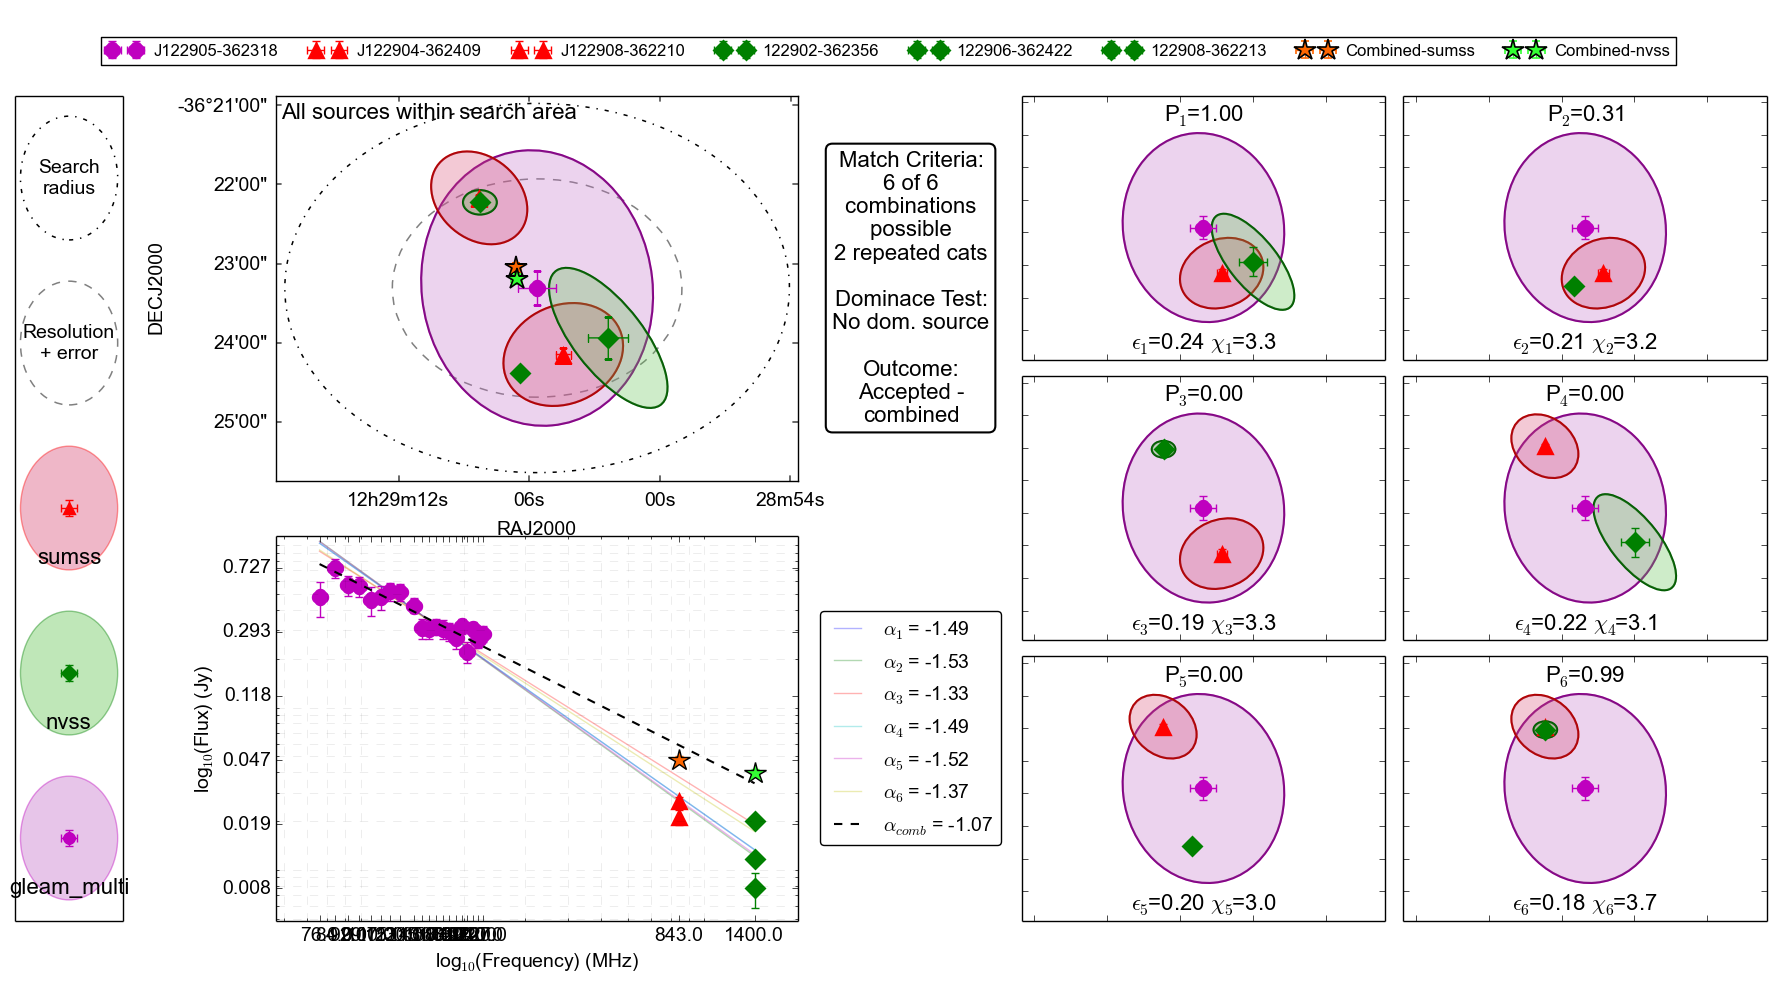 J122905-362318 J122904-362409 J122908-362210 122902-362356 122906-362422 122908-362213 Combined-sumss Combined-nvss
Search
radius
Resolution
+ error
sumss
nvss
gleam_multi
All sources within search area
-36°21'00"
22'00"
23'00"
24'00"
25'00"
DECJ2000
12h29m12s 06s 00s 28m54s
RAJ2000
Match Criteria:
6 of 6
combinations
possible
2 repeated cats
Dominace Test:
No dom. source
Outcome:
Accepted -
combined
P1=1.00
ϵ1=0.24 χ1=3.3
P2=0.31
ϵ2=0.21 χ2=3.2
P3=0.00
ϵ3=0.19 χ3=3.3
P4=0.00
ϵ4=0.22 χ4=3.1
P5=0.00
ϵ5=0.20 χ5=3.0
P6=0.99
ϵ6=0.18 χ6=3.7
0.727
0.293
0.118
0.047
0.019
0.008
log10(Flux) (Jy)
843.0 1400.0
log10(Frequency) (MHz)
α1 = -1.49
α2 = -1.53
α3 = -1.33
α4 = -1.49
α5 = -1.52
α6 = -1.37
αcomb = -1.07